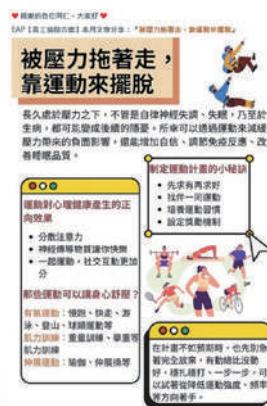 ❤ 親愛的各位同仁，大家好 ❤
EAP【員工協助方案】本月文章分享：『被壓力拖著走，靠運動來擺脫』
被壓力拖著走，
靠運動來擺脫
長久處於壓力之下，不管是自律神經失調、失眠，乃至於
生病，都可能變成後續的隱憂。所幸可以透過運動來減緩
壓力帶來的負面影響，還能增加自信、調節免疫反應、改
善睡眠品質。
運動對心理健康產生的正
向效果
分散注意力
神經傳導物質讓你快樂
一起運動，社交互動更加
分
那些運動可以讓身心舒壓？
有氧運動：慢跑、快走、游
泳、登山、球類運動等
肌力訓練：重量訓練、舉重等
肌力訓練
伸展運動：瑜伽、伸展操等
制定運動計畫的小秘訣
先求有再求好
找伴一同運動
培養運動習慣
設定獎勵機制
在計畫不如預期時，也先別急
著完全放棄，有動總比沒動
好，穩扎穩打、一步一步，可
以試著從降低運動強度、頻率
等方向著手。